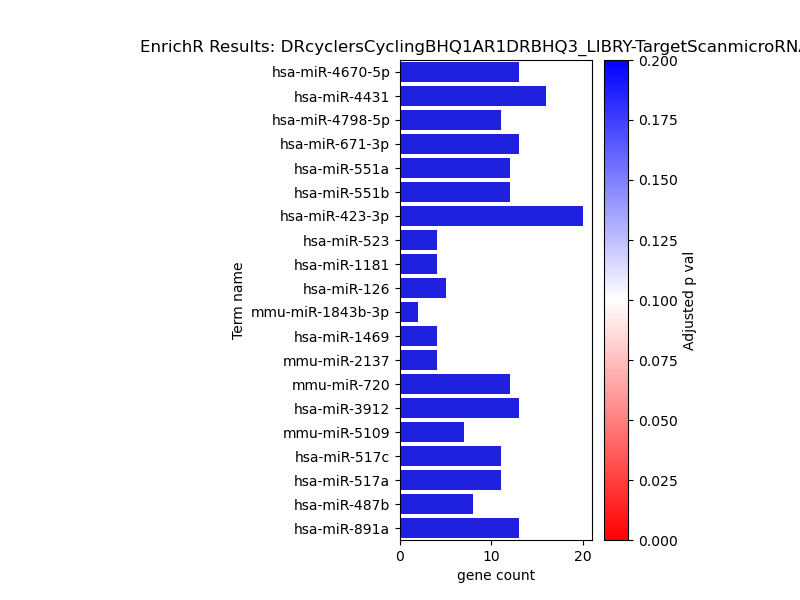 EnrichR Results: DRcyclersCyclingBHQ1AR1DRBHQ3_LIBRY-TargetScanmicroRNA
hsa-miR-4670-5p
hsa-miR-4431
hsa-miR-4798-5p
hsa-miR-671-3p
hsa-miR-551a
hsa-miR-551b
hsa-miR-423-3p
hsa-miR-523
hsa-miR-1181
hsa-miR-126
mmu-miR-1843b-3p
hsa-miR-1469
mmu-miR-2137
mmu-miR-720
hsa-miR-3912
mmu-miR-5109
hsa-miR-517c
hsa-miR-517a
hsa-miR-487b
hsa-miR-891a
Term name
0 10 20
gene count
0.200
0.175
0.150
0.125
0.100
0.075
0.050
0.025
0.000
Adjusted p val